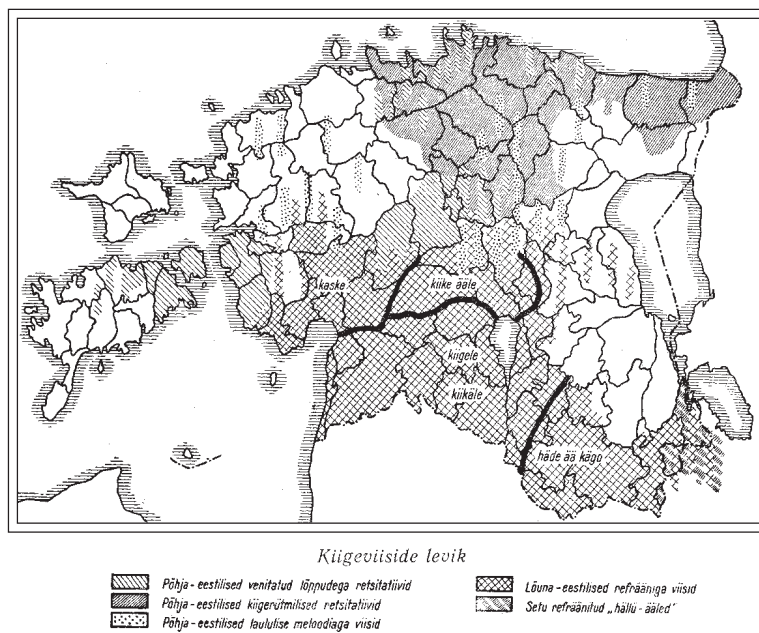 kaske
kiike ääle
kiigele
kiikäle
häde ää kägo
Kiigeviiside levik
Põhja-eestilised venitatud lõppudega retsitatiivid
Põhja-eestilised kiigerütmilised retsitatiivid
Põhja-eestilised laululise meloodiaga viisid
Lõuna-eestilised refrääniga viisid
Setu refräänitud „hällü-ääled"